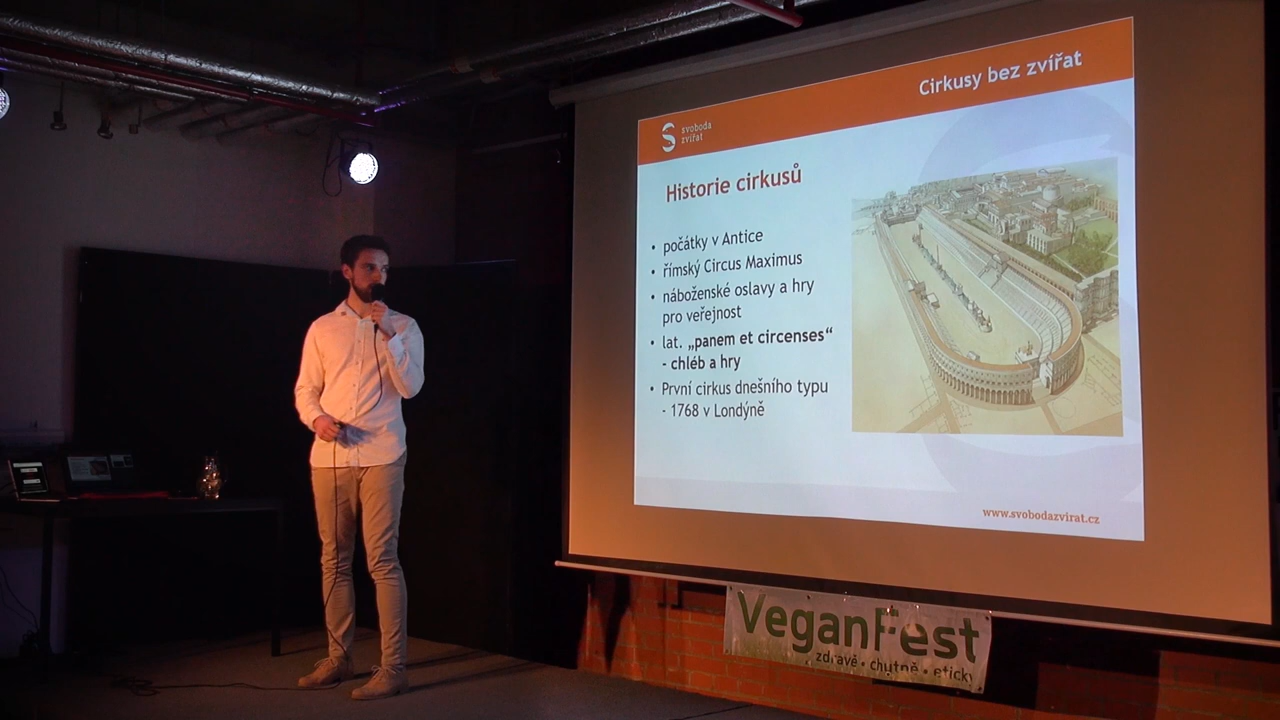 Cirkusy bez zvířat
svoboda
zvířat
Historie cirkusů
• počátky v Antice
• římský Circus Maximus
• náboženské oslavy a hry
pro veřejnost
• lat. „panem et circenses“
- chléb a hry
• První cirkus dnešního typu
- 1768 v Londýně
www.svobodazvirat.cz
VeganFest
zdravě • chutně • eticky